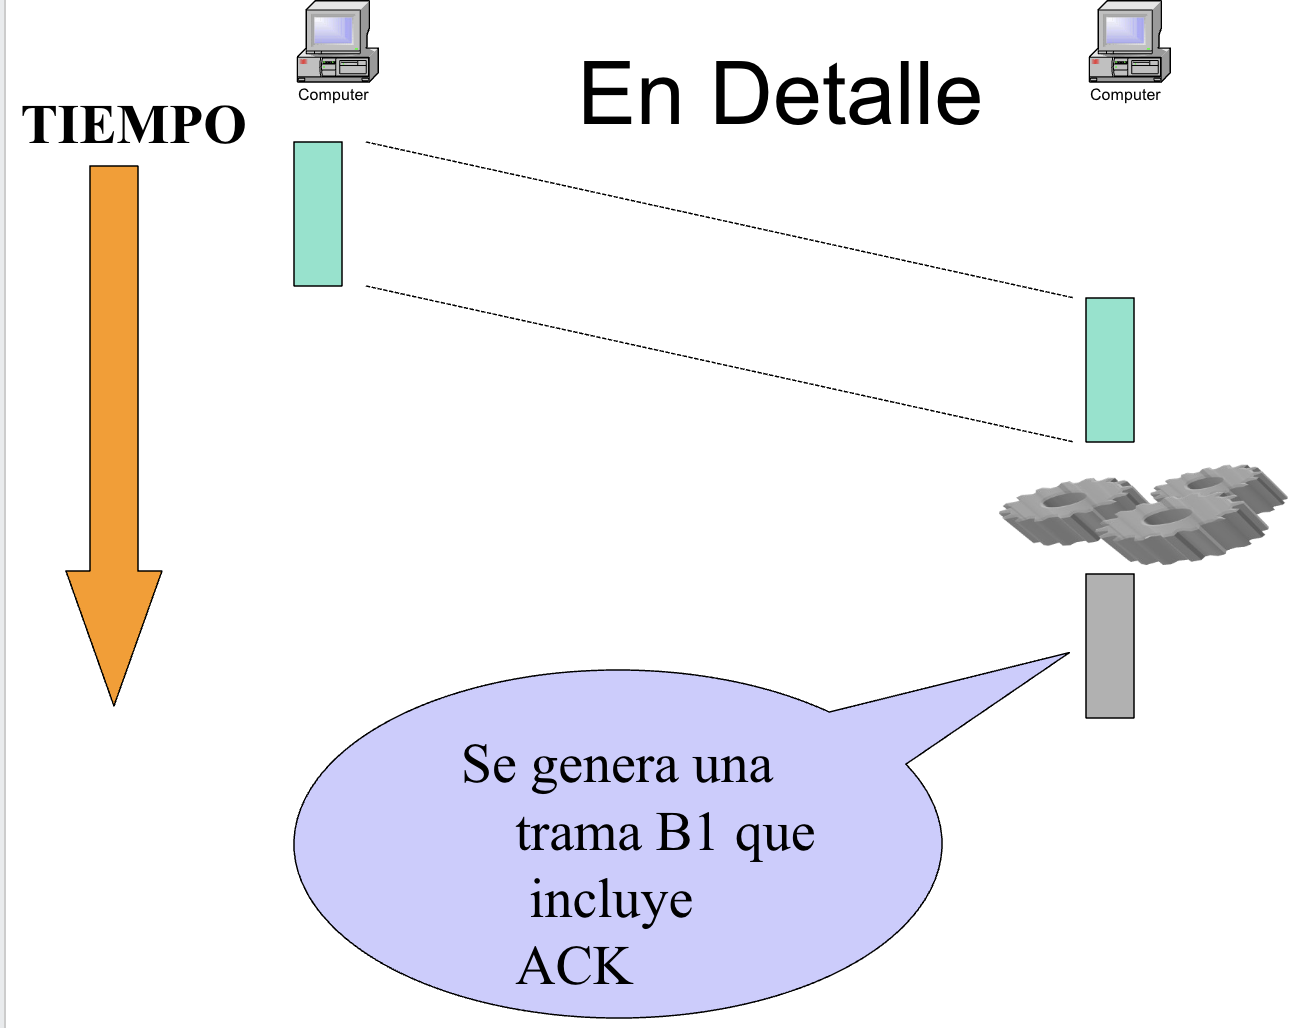 En Detalle
Computer
Computer
TIEMPO
Se genera una
trama B1 que
incluye
ACK